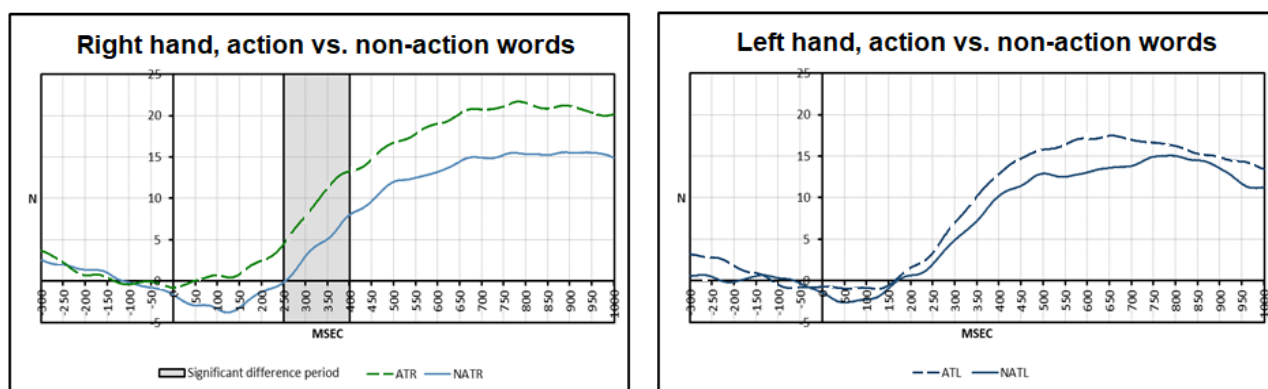 Right hand, action vs. non-action words
25
20
15
10
N
5
0
-5
-300 -250 -200 -150 -100 -50 0 50 100 150 200 250 300 350 400 450 500 550 600 650 700 750 800 850 900 950 1000
MSEC
Significant difference period ATR NATR
Left hand, action vs. non-action words
25
20
15
10
N
5
0
-5
-300 -250 -200 -150 -100 -50 0 50 100 150 200 250 300 350 400 450 500 550 600 650 700 750 800 850 900 950 1000
MSEC
ATL NATL